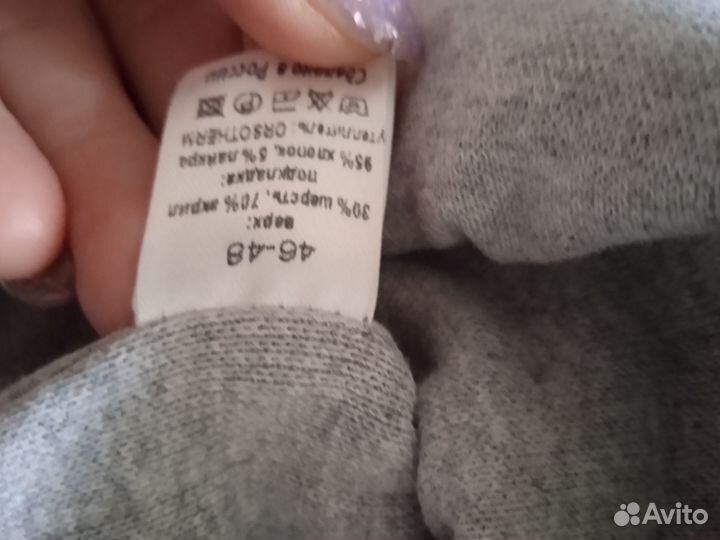 46-48
верх:
30% шерсть, 70% акрил
подкладка:
95% хлопок, 5% лайкра
утеплитель: ORSOTHERM
Сделано в России
Avito